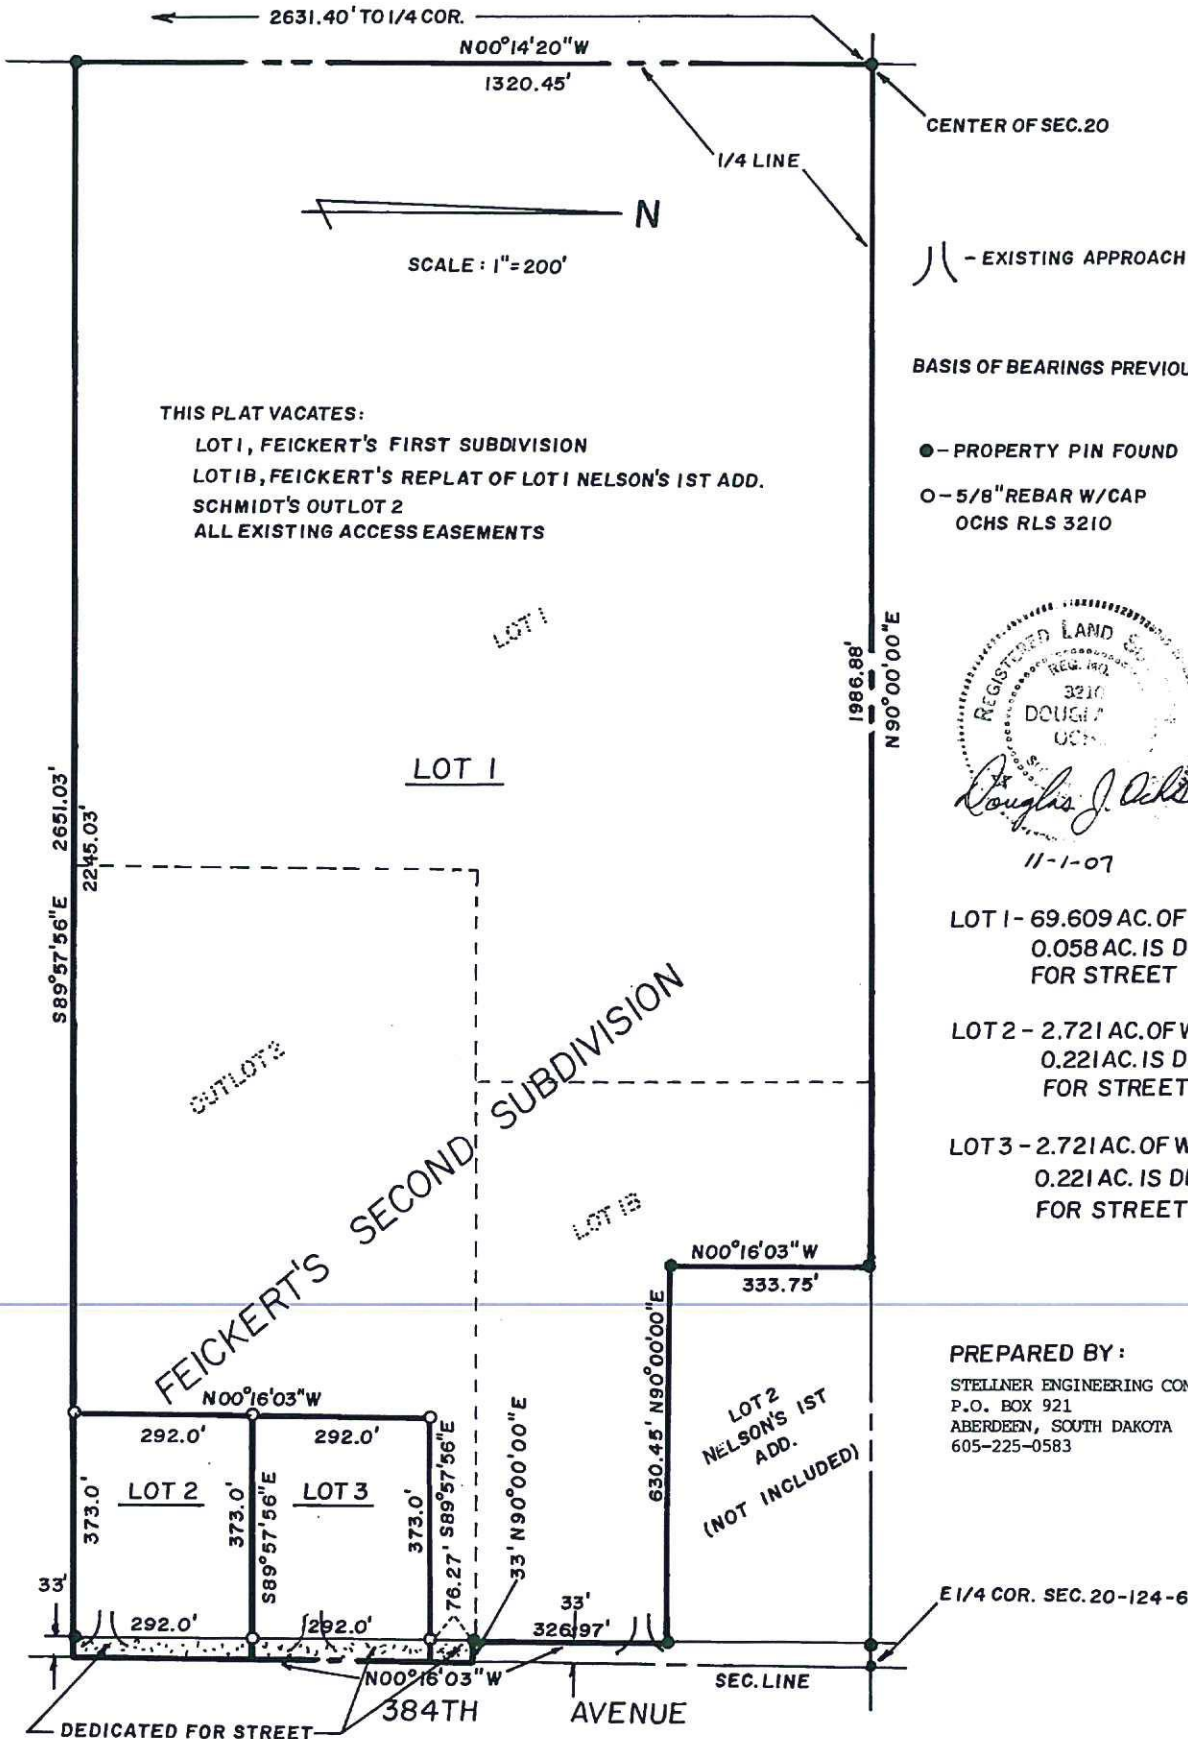 2631.40' TO 1/4 COR.
N00°14'20"W
1320.45'
CENTER OF SEC.20
1/4 LINE
N
SCALE : 1"=200'
- EXISTING APPROACH
BASIS OF BEARINGS PREVIOU
THIS PLAT VACATES:
LOT 1, FEICKERT'S FIRST SUBDIVISION
LOT 1B, FEICKERT'S REPLAT OF LOT 1 NELSON'S 1ST ADD.
SCHMIDT'S OUTLOT 2
ALL EXISTING ACCESS EASEMENTS
- PROPERTY PIN FOUND
O - 5/8" REBAR W/CAP
OCHS RLS 3210
LOT 1
REGISTERED LAND
REG. NO.
3210
Douglas J. Ochs
11-1-07
1986.88'
N90°00'00"E
LOT 1
S89°57'56"E 2651.03'
2245.03'
LOT 1 - 69.609 AC. OF
0.058 AC. IS D
FOR STREET
LOT 2 - 2.721 AC. OF W
0.221 AC. IS D
FOR STREET
LOT 3 - 2.721 AC. OF W
0.221 AC. IS D
FOR STREET
OUTLOT 2
FEICKERT'S SECOND SUBDIVISION
LOT 1B
N00°16'03"W
333.75'
630.45' N90°00'00"E
LOT 2
NELSON'S 1ST
ADD.
(NOT INCLUDED)
PREPARED BY:
STELLNER ENGINEERING CON
P.O. BOX 921
ABERDEEN, SOUTH DAKOTA
605-225-0583
N00°16'03"W
292.0'
292.0'
LOT 2
LOT 3
373.0'
373.0'
S89°57'56"E
373.0'
S89°57'56"E
76.27'
33' N90°00'00"E
33'
292.0'
292.0'
33'
326.97'
E 1/4 COR. SEC. 20-124-6
N00°16'03"W
SEC. LINE
384TH AVENUE
DEDICATED FOR STREET